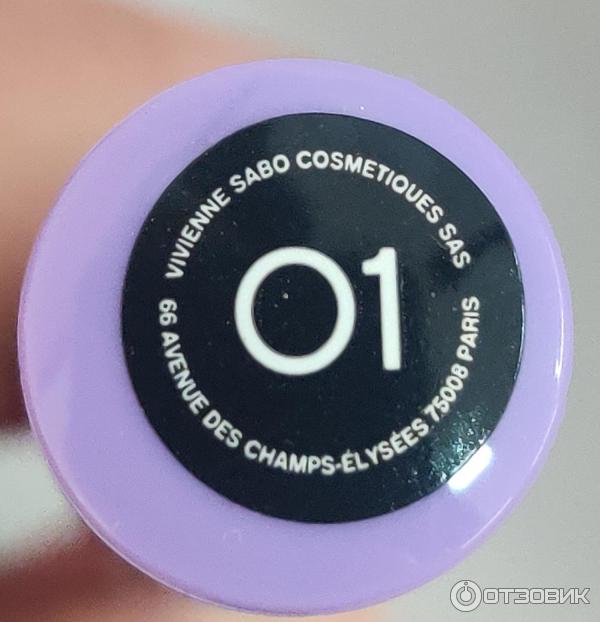 VIVIENNE SABO COSMETIQUES SAS
01
66 AVENUE DES CHAMPS-ÉLYSÉES 75008 PARIS
ОТЗОВИК